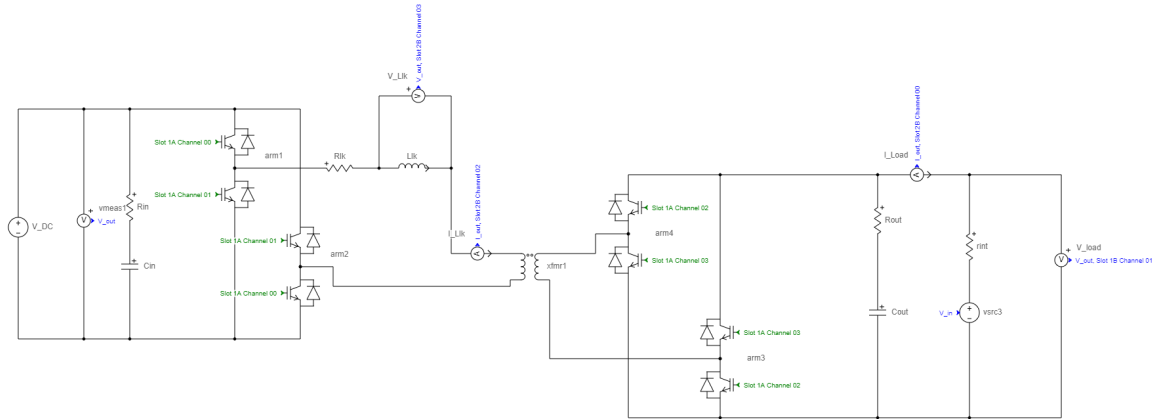 V_out, Slot 2B Channel 03
V_Llk
Slot 1A Channel 00
arm1
Rlk
Llk
Slot 1A Channel 01
vmeas1
V_out
Rin
V_DC
Cin
Slot 1A Channel 01
arm2
Slot 1A Channel 00
I_out, Slot 2B Channel 02
I_Llk
xfmr1
Slot 1A Channel 02
arm4
Slot 1A Channel 03
Slot 1A Channel 03
arm3
Slot 1A Channel 02
I_out, Slot 2B Channel 00
I_Load
Rout
rint
V_load
V_out, Slot 1B Channel 01
Cout
V_in
vsrc3